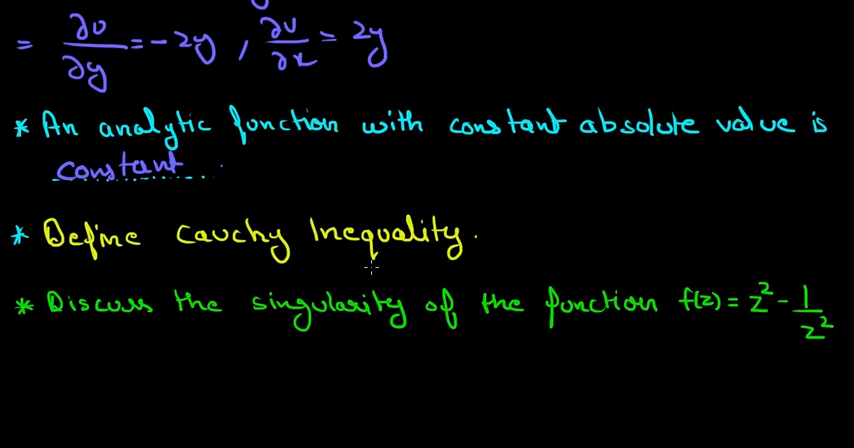 = ∂u/∂y = -2y , ∂v/∂x = 2y
* An analytic function with constant absolute value is
constant .
* Define Cauchy Inequality.
* Discuss the singularity of the function f(z) = z² - 1/z²